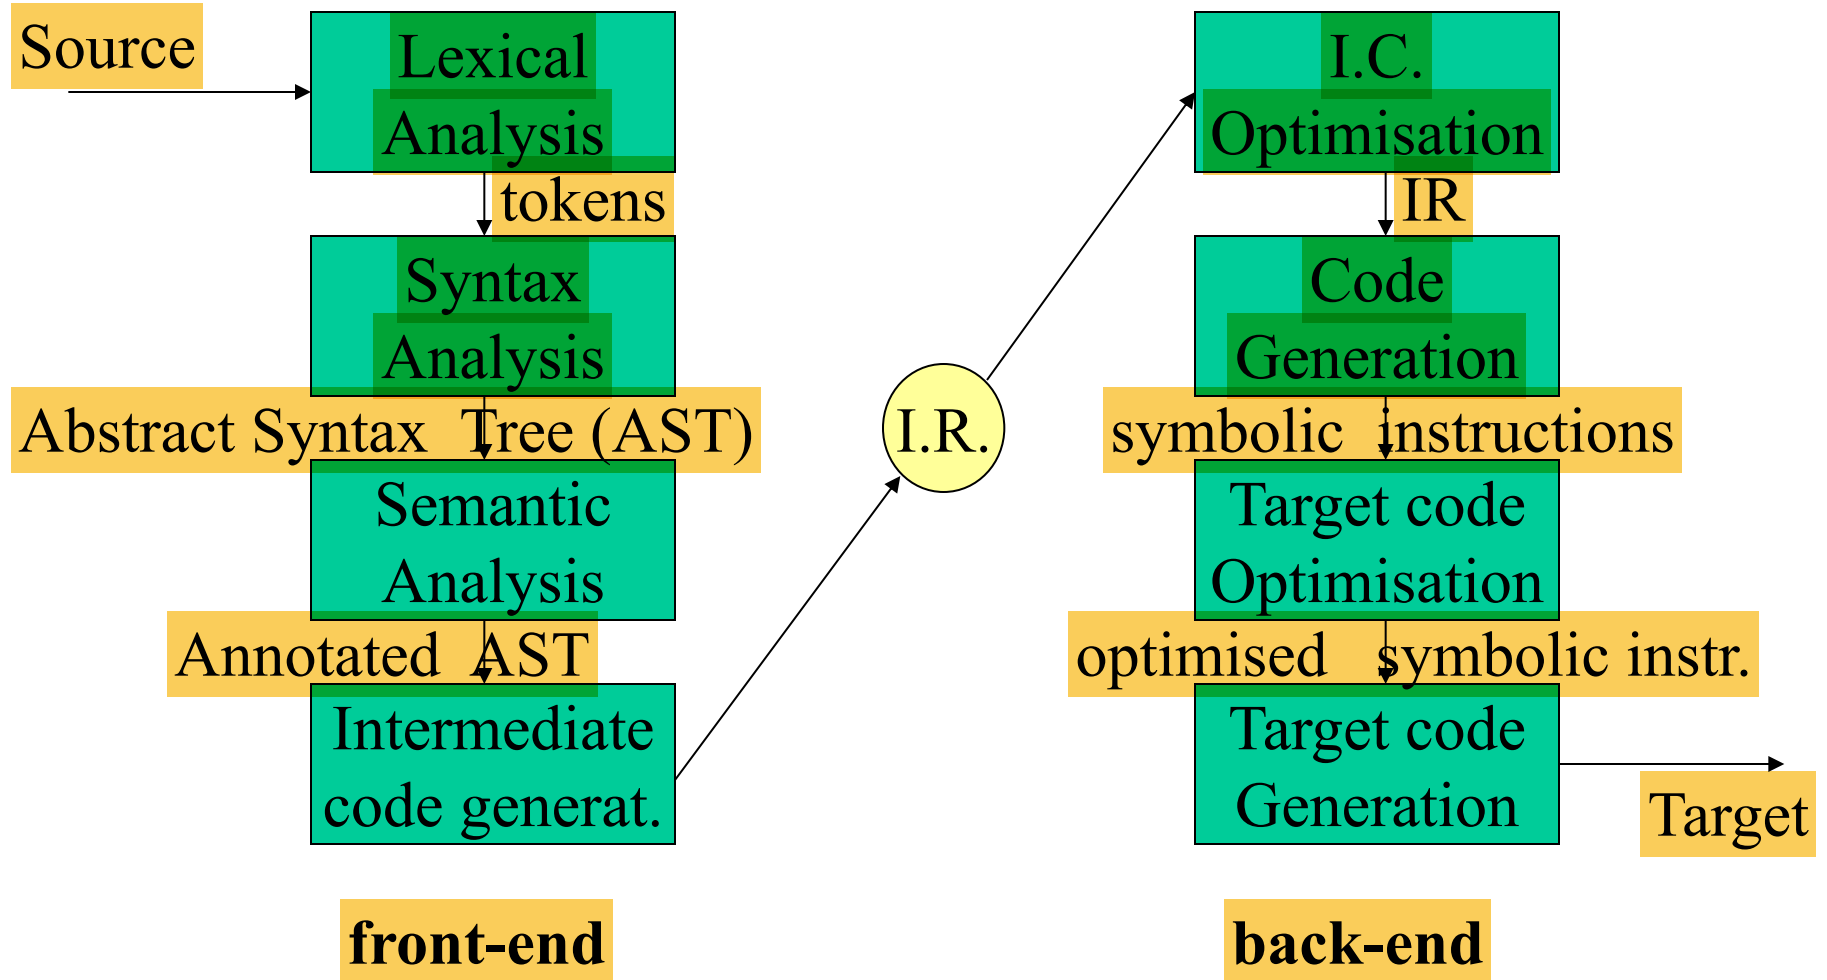 Source
Lexical
Analysis
tokens
Syntax
Analysis
Abstract Syntax Tree (AST)
Semantic
Analysis
Annotated AST
Intermediate
code generat.
front-end
I.R.
I.C.
Optimisation
IR
Code
Generation
symbolic instructions
Target code
Optimisation
optimised symbolic instr.
Target code
Generation
Target
back-end